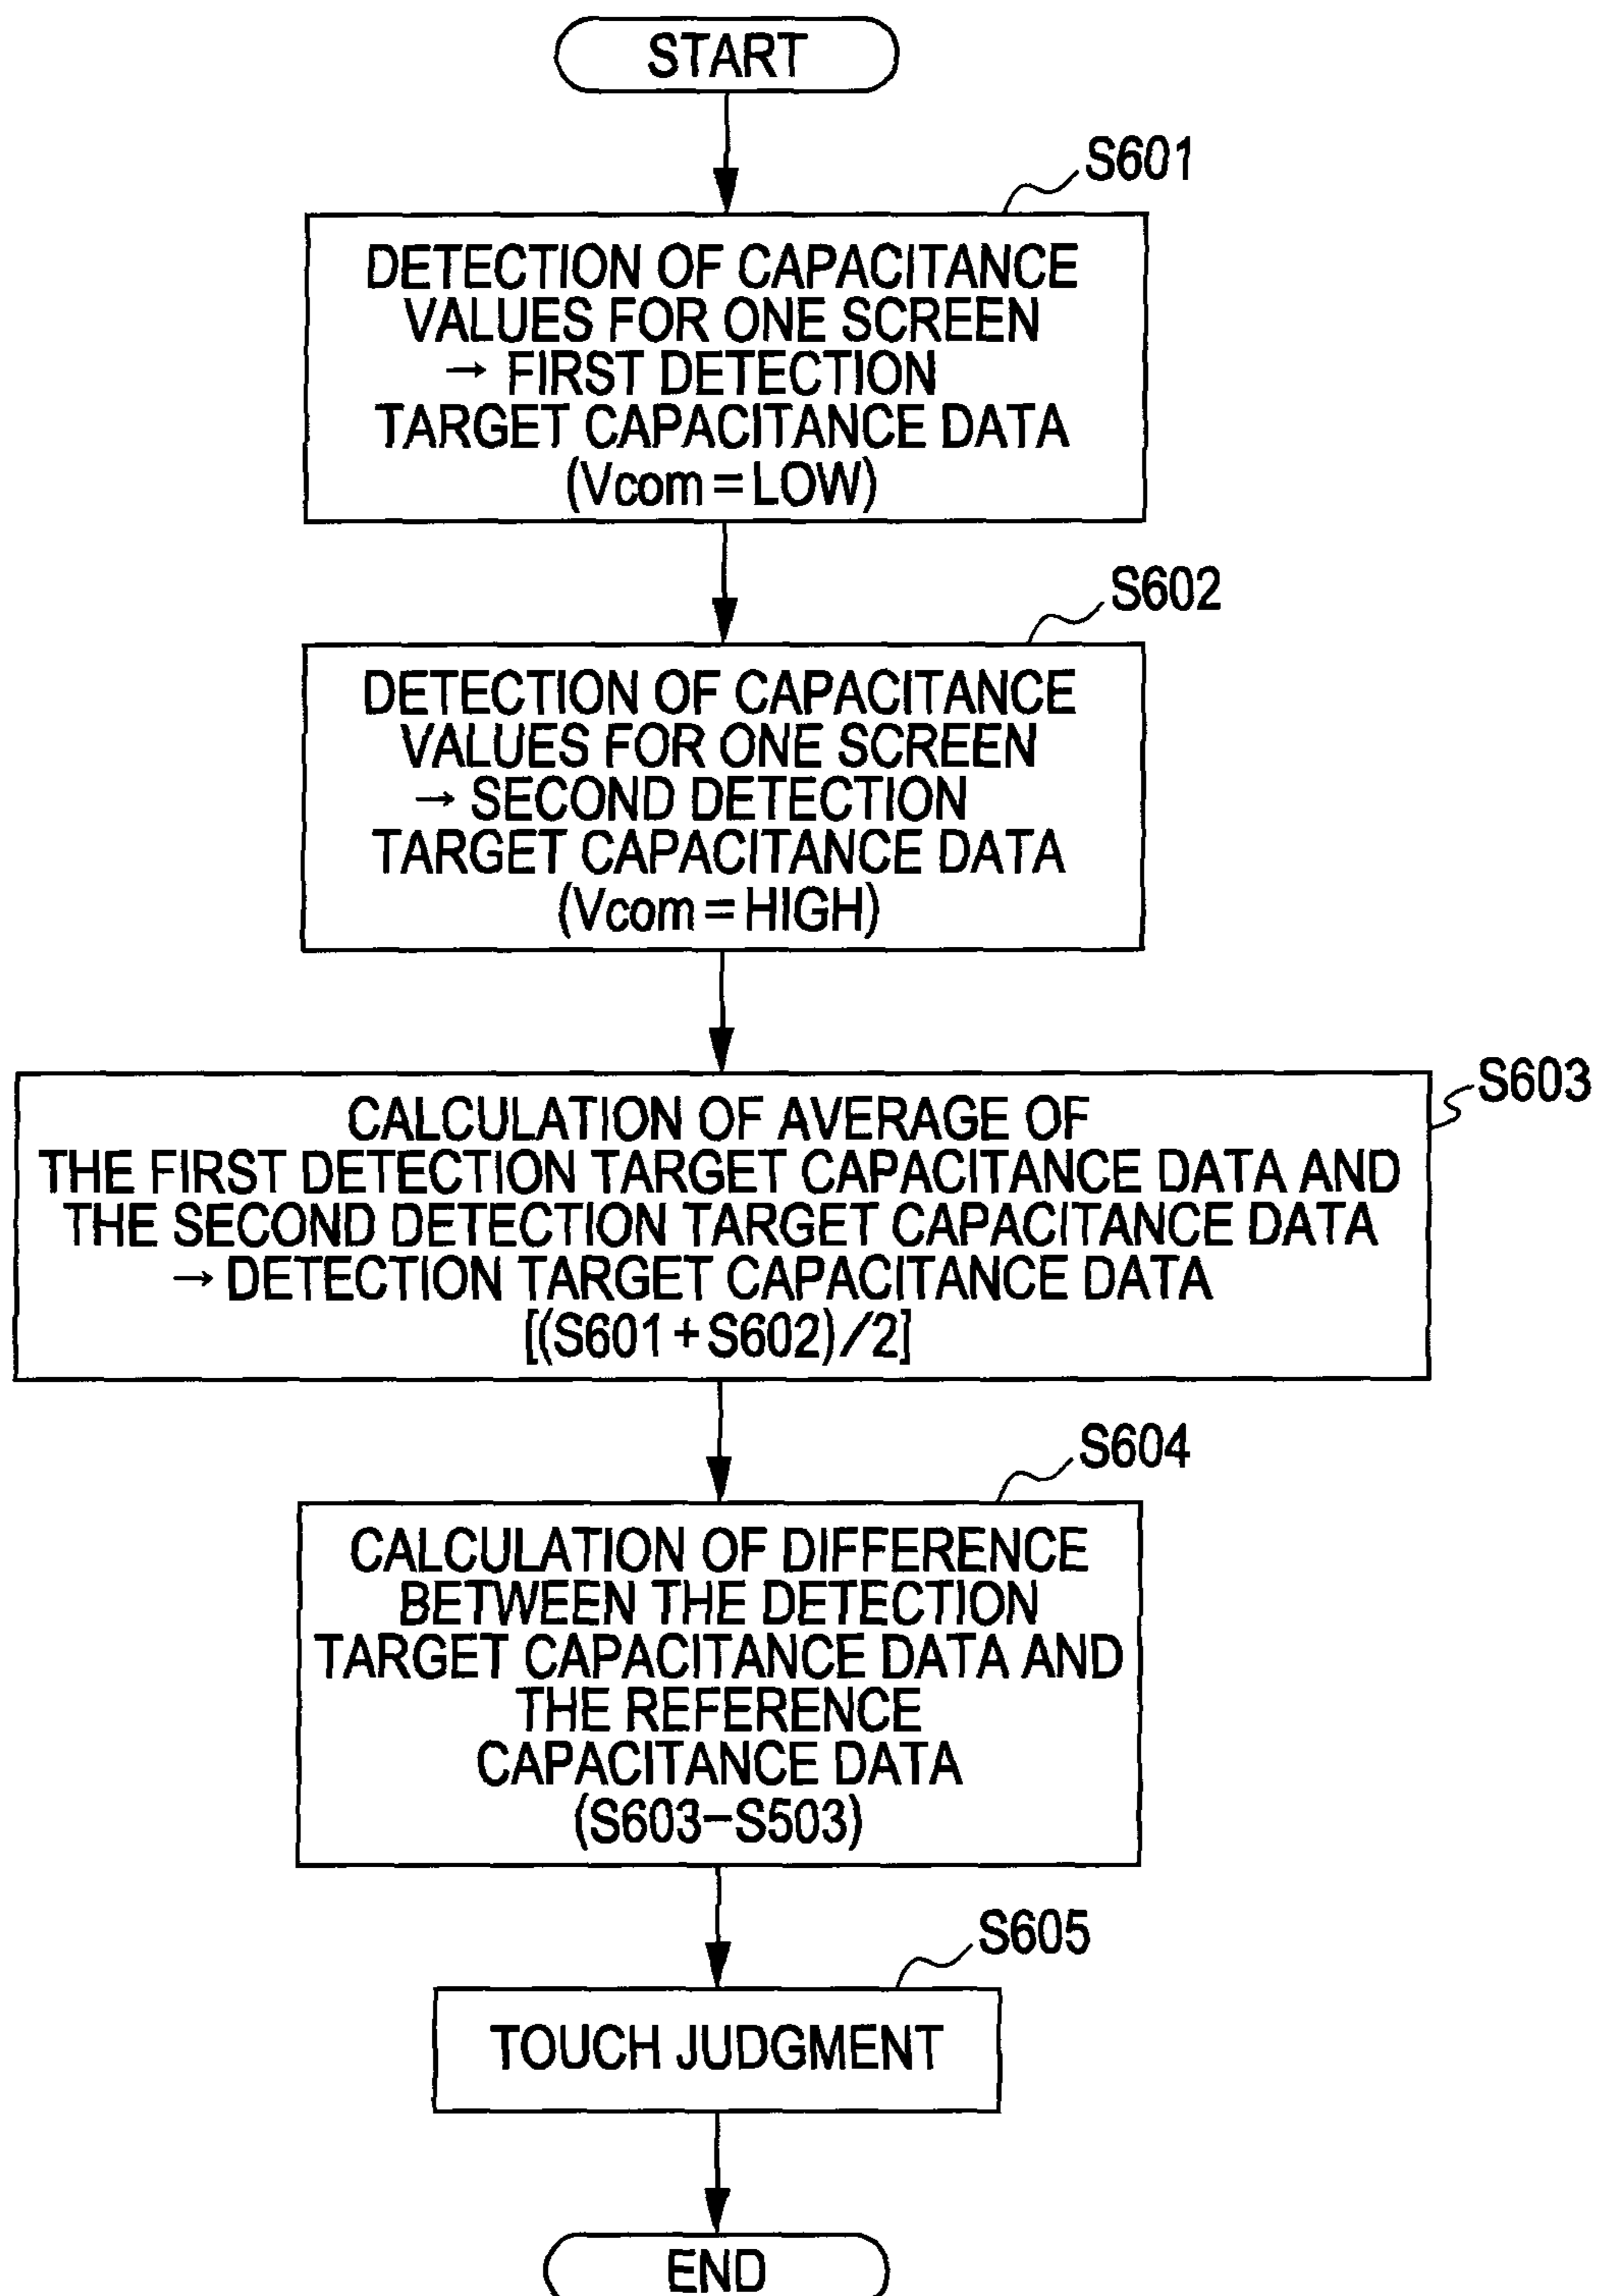 START
S601
DETECTION OF CAPACITANCE
VALUES FOR ONE SCREEN
→ FIRST DETECTION
TARGET CAPACITANCE DATA
(Vcom = LOW)
S602
DETECTION OF CAPACITANCE
VALUES FOR ONE SCREEN
→ SECOND DETECTION
TARGET CAPACITANCE DATA
(Vcom = HIGH)
S603
CALCULATION OF AVERAGE OF
THE FIRST DETECTION TARGET CAPACITANCE DATA AND
THE SECOND DETECTION TARGET CAPACITANCE DATA
→ DETECTION TARGET CAPACITANCE DATA
[(S601 + S602)/2]
S604
CALCULATION OF DIFFERENCE
BETWEEN THE DETECTION
TARGET CAPACITANCE DATA AND
THE REFERENCE
CAPACITANCE DATA
(S603−S503)
S605
TOUCH JUDGMENT
END